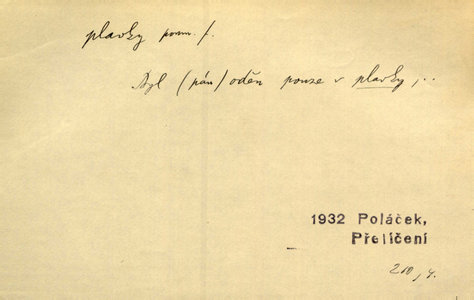 plavky pom. f.
Byl (pán) oděn pouze v plavky, ..
1932 Poláček,
Přelíčení
210, 4.